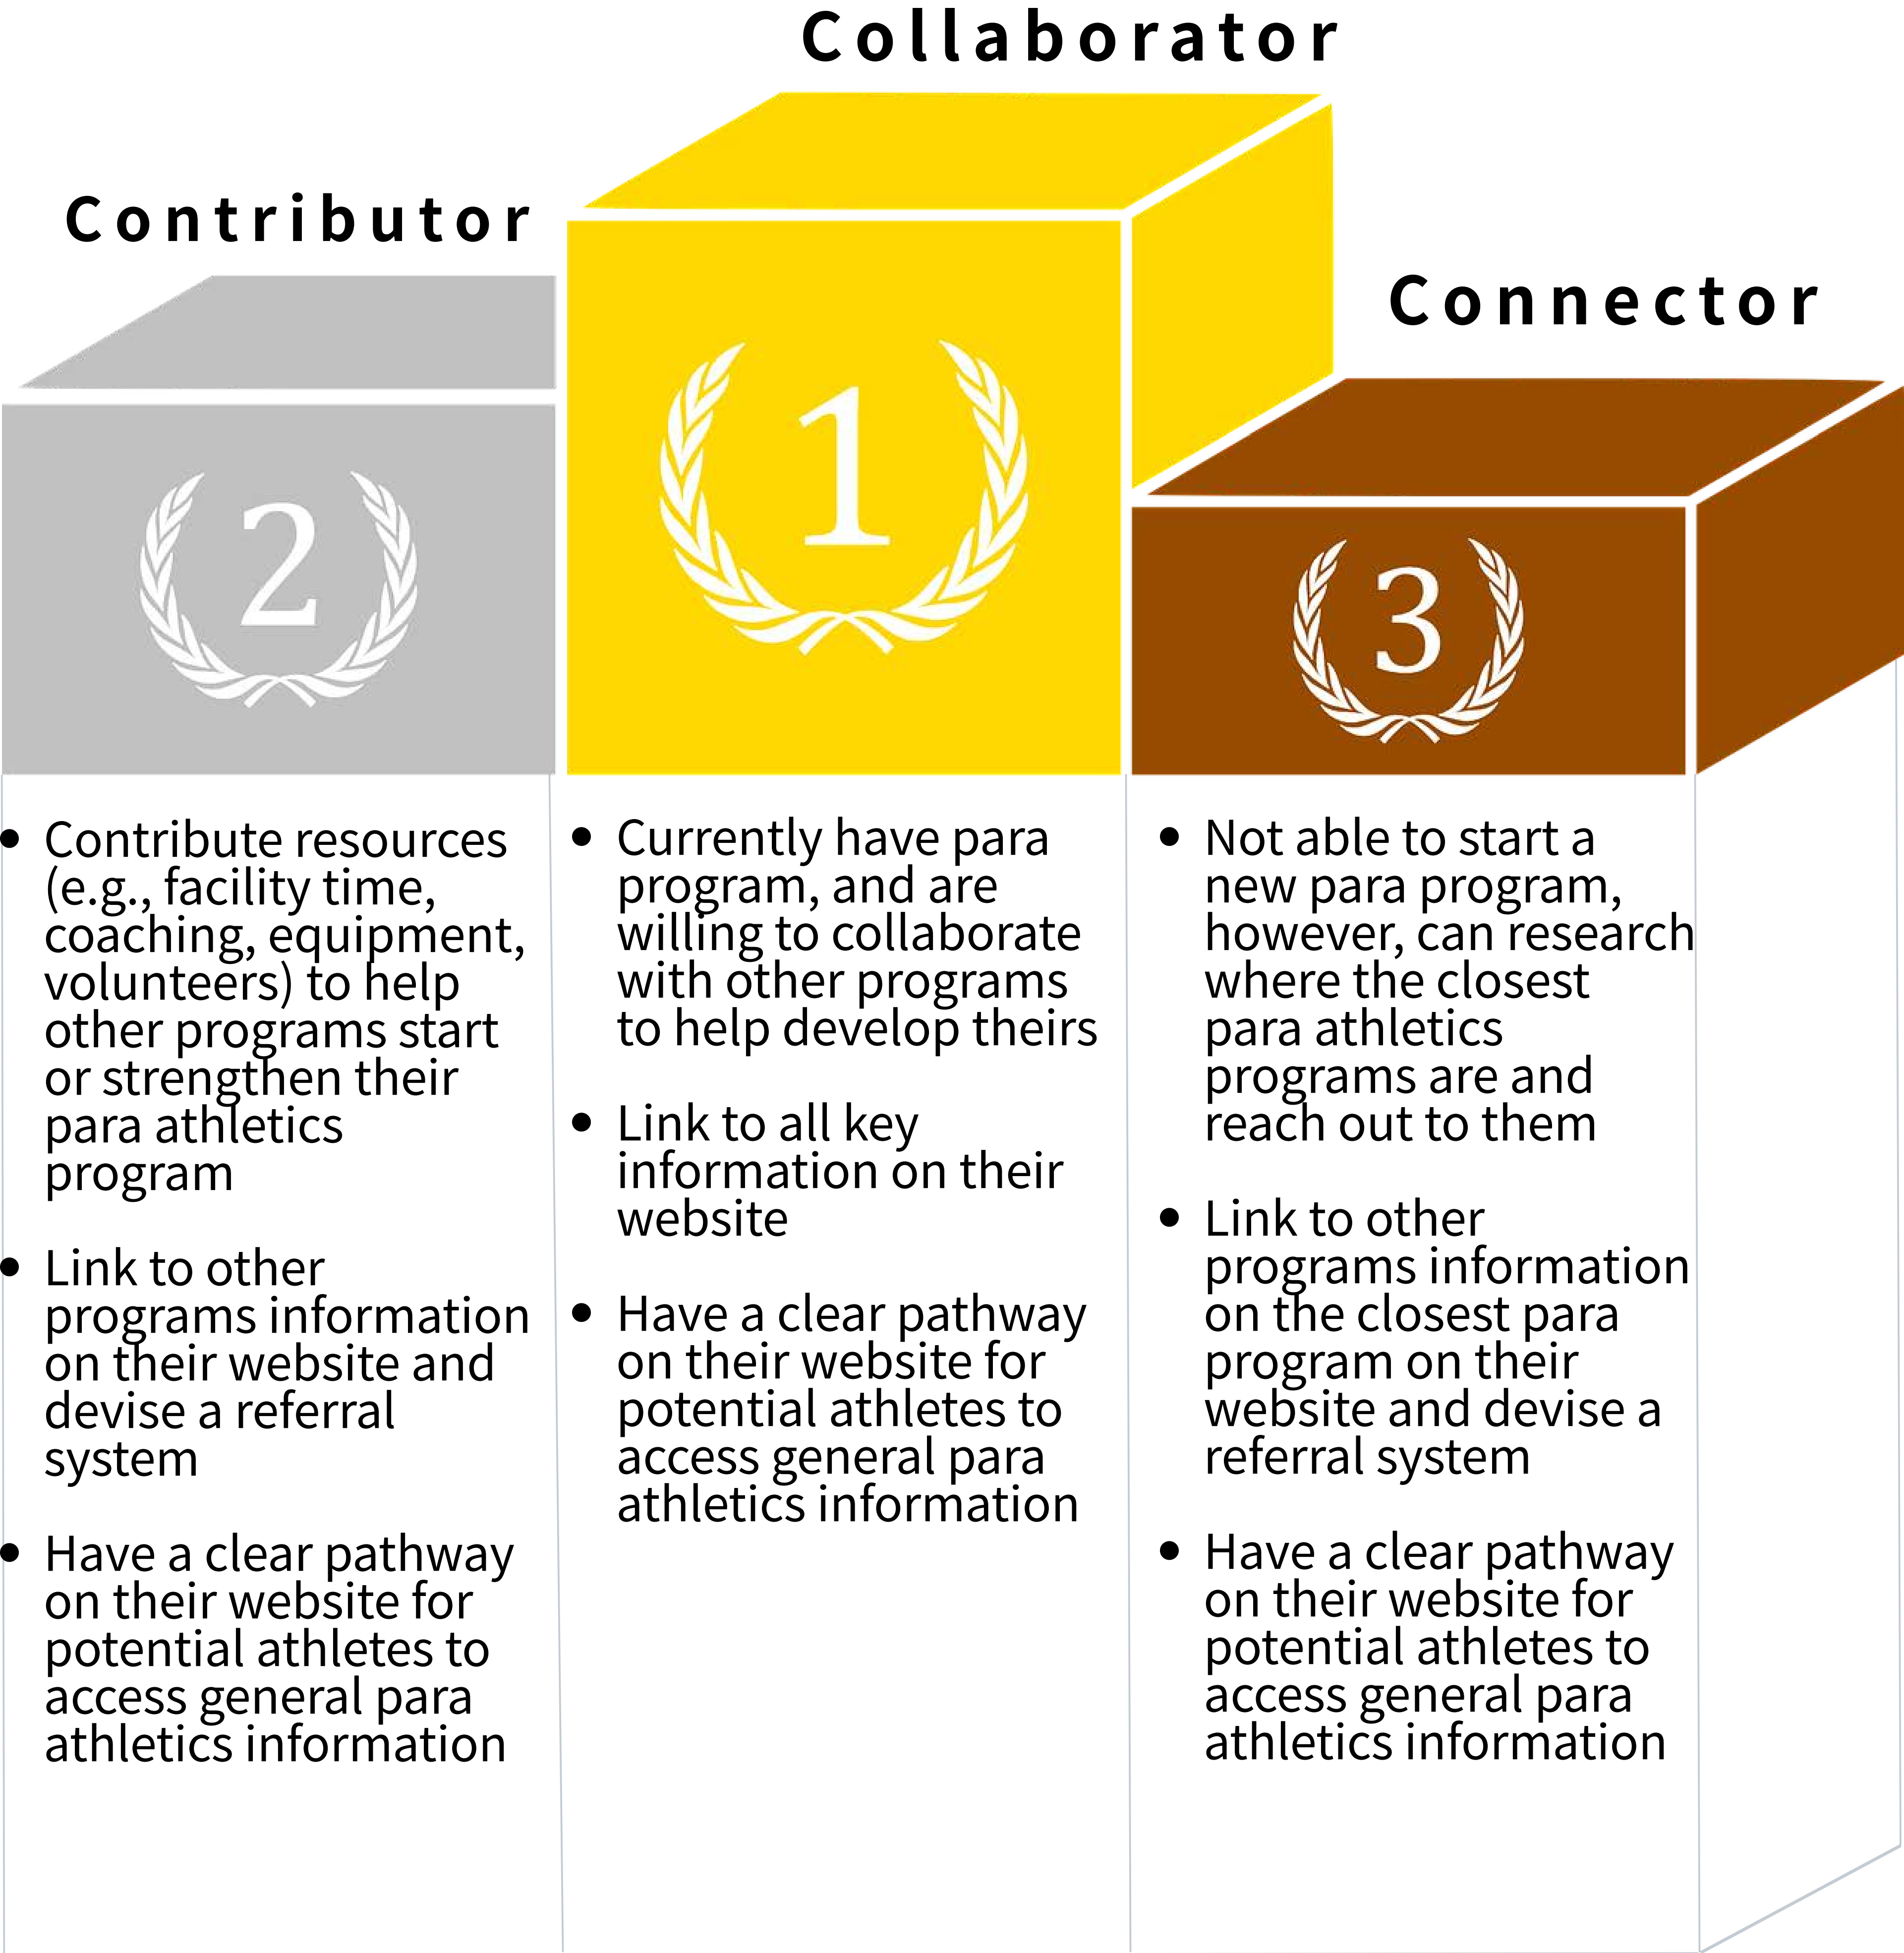 Collaborator
Contributor
Connector
2
1
3
• Contribute resources
(e.g., facility time,
coaching, equipment,
volunteers) to help
other programs start
or strengthen their
para athletics
program
• Link to other
programs information
on their website and
devise a referral
system
• Have a clear pathway
on their website for
potential athletes to
access general para
athletics information
• Currently have para
program, and are
willing to collaborate
with other programs
to help develop theirs
• Link to all key
information on their
website
• Have a clear pathway
on their website for
potential athletes to
access general para
athletics information
• Not able to start a
new para program,
however, can research
where the closest
para athletics
programs are and
reach out to them
• Link to other
programs information
on the closest para
program on their
website and devise a
referral system
• Have a clear pathway
on their website for
potential athletes to
access general para
athletics information